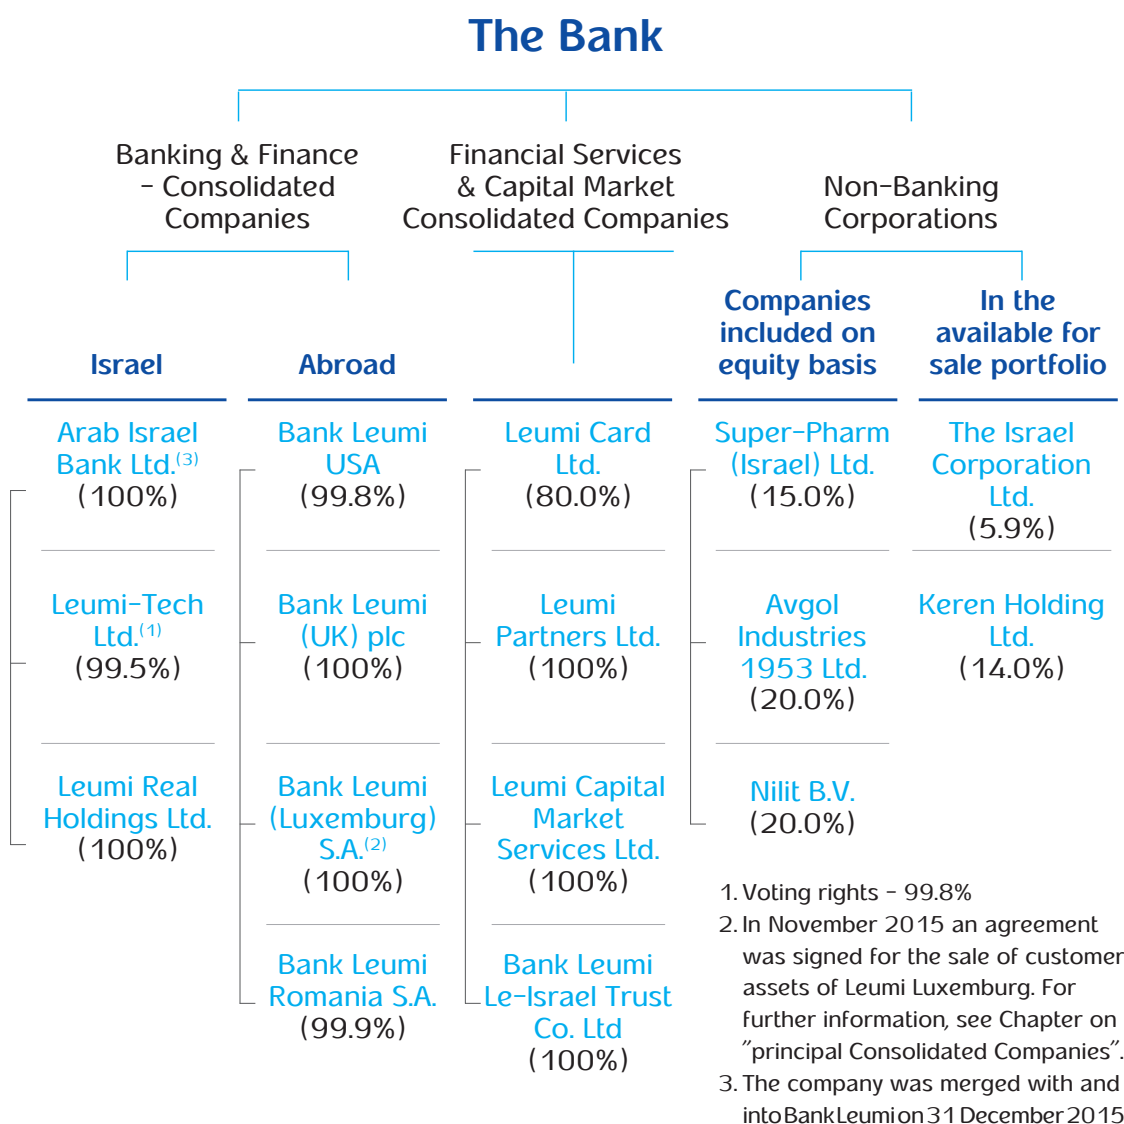 The Bank
Banking & Finance
- Consolidated
Companies
Financial Services
& Capital Market
Consolidated Companies
Non-Banking
Corporations
Israel
Abroad
Companies
included on
equity basis
In the
available for
sale portfolio
Arab Israel
Bank Ltd.(3)
(100%)
Leumi-Tech
Ltd.(1)
(99.5%)
Leumi Real
Holdings Ltd.
(100%)
Bank Leumi
USA
(99.8%)
Bank Leumi
(UK) plc
(100%)
Bank Leumi
(Luxemburg)
S.A.(2)
(100%)
Bank Leumi
Romania S.A.
(99.9%)
Leumi Card
Ltd.
(80.0%)
Leumi
Partners Ltd.
(100%)
Leumi Capital
Market
Services Ltd.
(100%)
Bank Leumi
Le-Israel Trust
Co. Ltd
(100%)
Super-Pharm
(Israel) Ltd.
(15.0%)
Avgol
Industries
1953 Ltd.
(20.0%)
Nilit B.V.
(20.0%)
The Israel
Corporation
Ltd.
(5.9%)
Keren Holding
Ltd.
(14.0%)
1. Voting rights - 99.8%
2. In November 2015 an agreement
was signed for the sale of customer
assets of Leumi Luxemburg. For
further information, see Chapter on
"principal Consolidated Companies".
3. The company was merged with and
into Bank Leumi on 31 December 2015